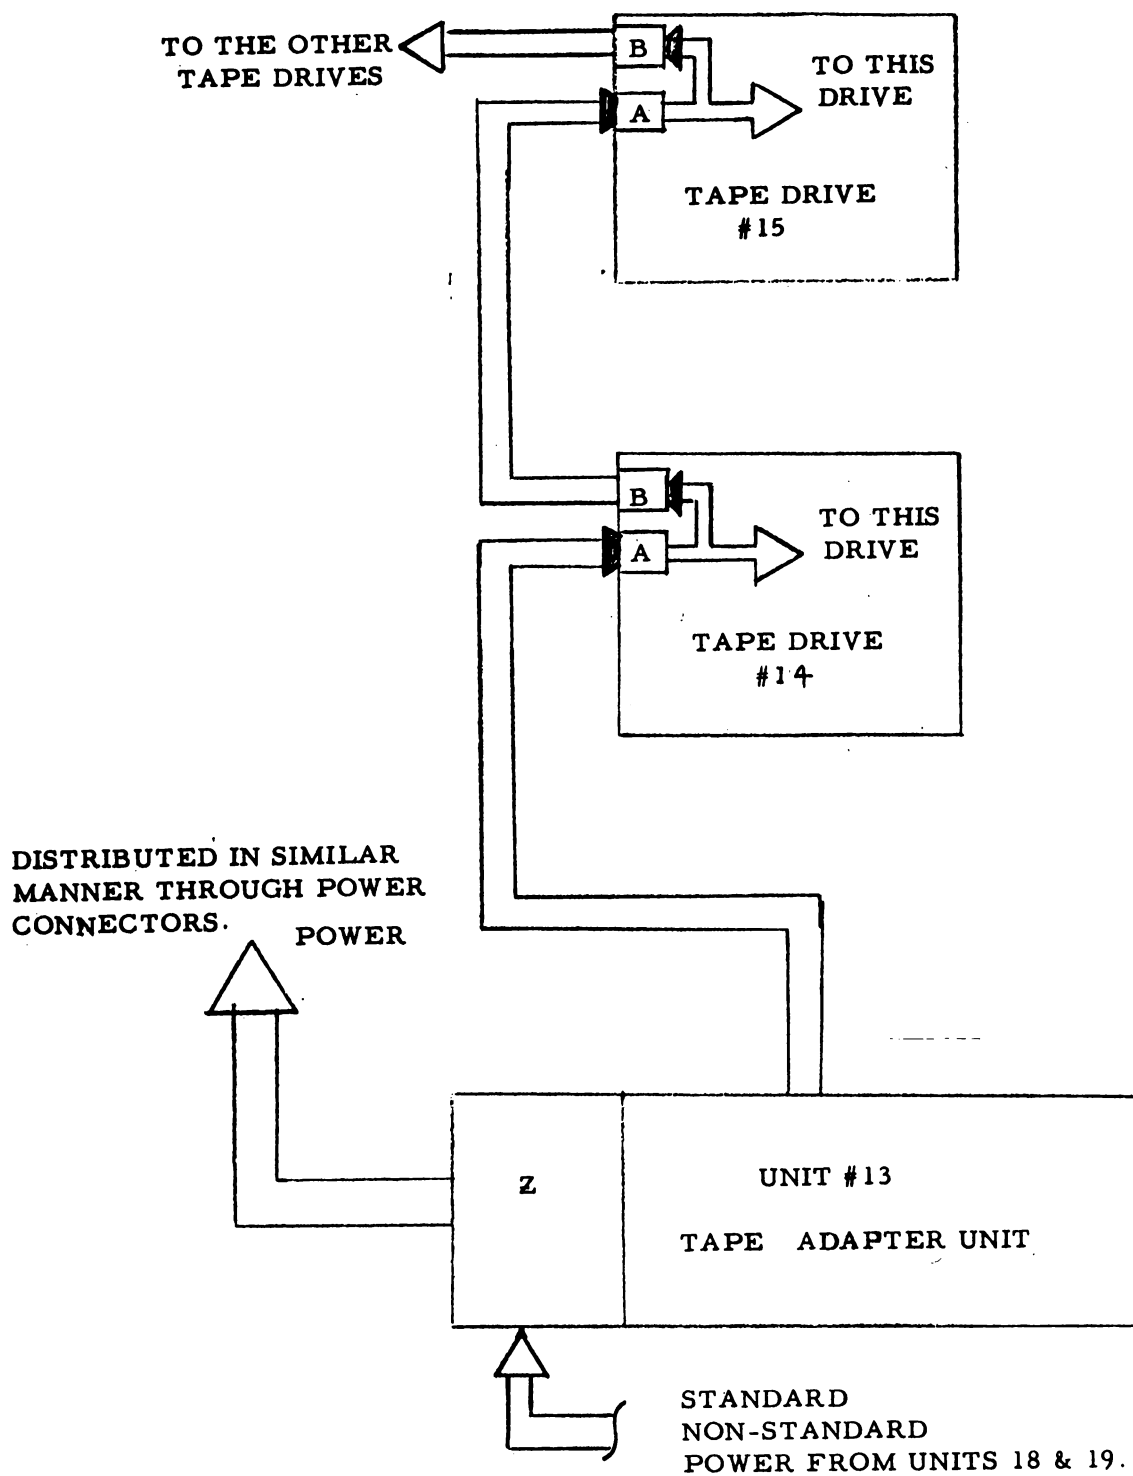 TO THE OTHER
TAPE DRIVES
B
A
TO THIS
DRIVE
TAPE DRIVE
#15
B
A
TO THIS
DRIVE
TAPE DRIVE
#14
DISTRIBUTED IN SIMILAR
MANNER THROUGH POWER
CONNECTORS.
POWER
Z
UNIT #13
TAPE ADAPTER UNIT
STANDARD
NON-STANDARD
POWER FROM UNITS 18 & 19.